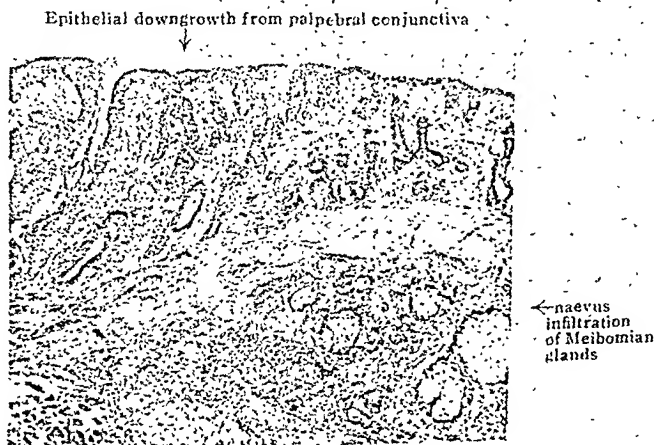 Epithelial downgrowth from palpebral conjunctiva
naevus
infiltration
of Meibomian
glands